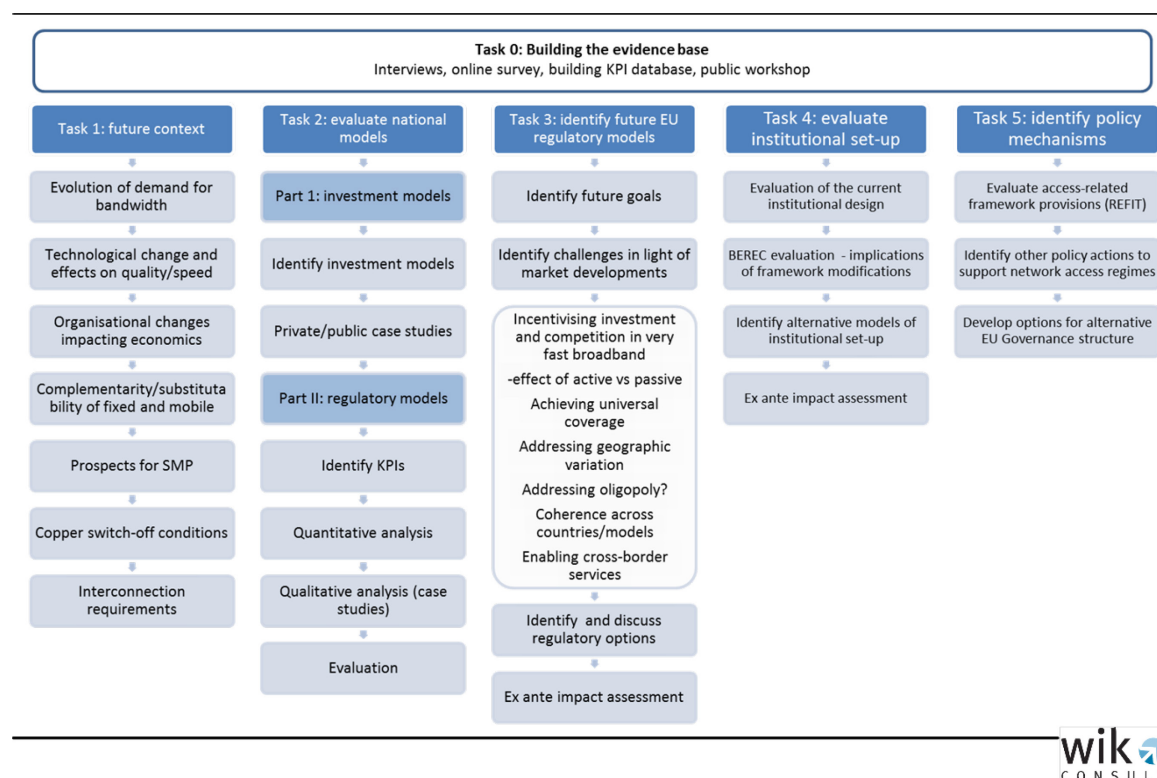 Task 0: Building the evidence base
Interviews, online survey, building KPI database, public workshop
Task 1: future context
Evolution of demand for
bandwidth
Technological change and
effects on quality/speed
Organisational changes
impacting economics
Complementarity/substituta
bility of fixed and mobile
Prospects for SMP
Copper switch-off conditions
Interconnection
requirements
Task 2: evaluate national
models
Part 1: investment models
Identify investment models
Private/public case studies
Part II: regulatory models
Identify KPIs
Quantitative analysis
Qualitative analysis (case
studies)
Evaluation
Task 3: identify future EU
regulatory models
Identify future goals
Identify challenges in light of
market developments
Incentivising investment
and competition in very
fast broadband
-effect of active vs passive
Achieving universal
coverage
Addressing geographic
variation
Addressing oligopoly?
Coherence across
countries/models
Enabling cross-border
services
Identify and discuss
regulatory options
Ex ante impact assessment
Task 4: evaluate
institutional set-up
Evaluation of the current
institutional design
BEREC evaluation - implications
of framework modifications
Identify alternative models of
institutional set-up
Ex ante impact assessment
Task 5: identify policy
mechanisms
Evaluate access-related
framework provisions (REFIT)
Identify other policy actions to
support network access regimes
Develop options for alternative
EU Governance structure
wik